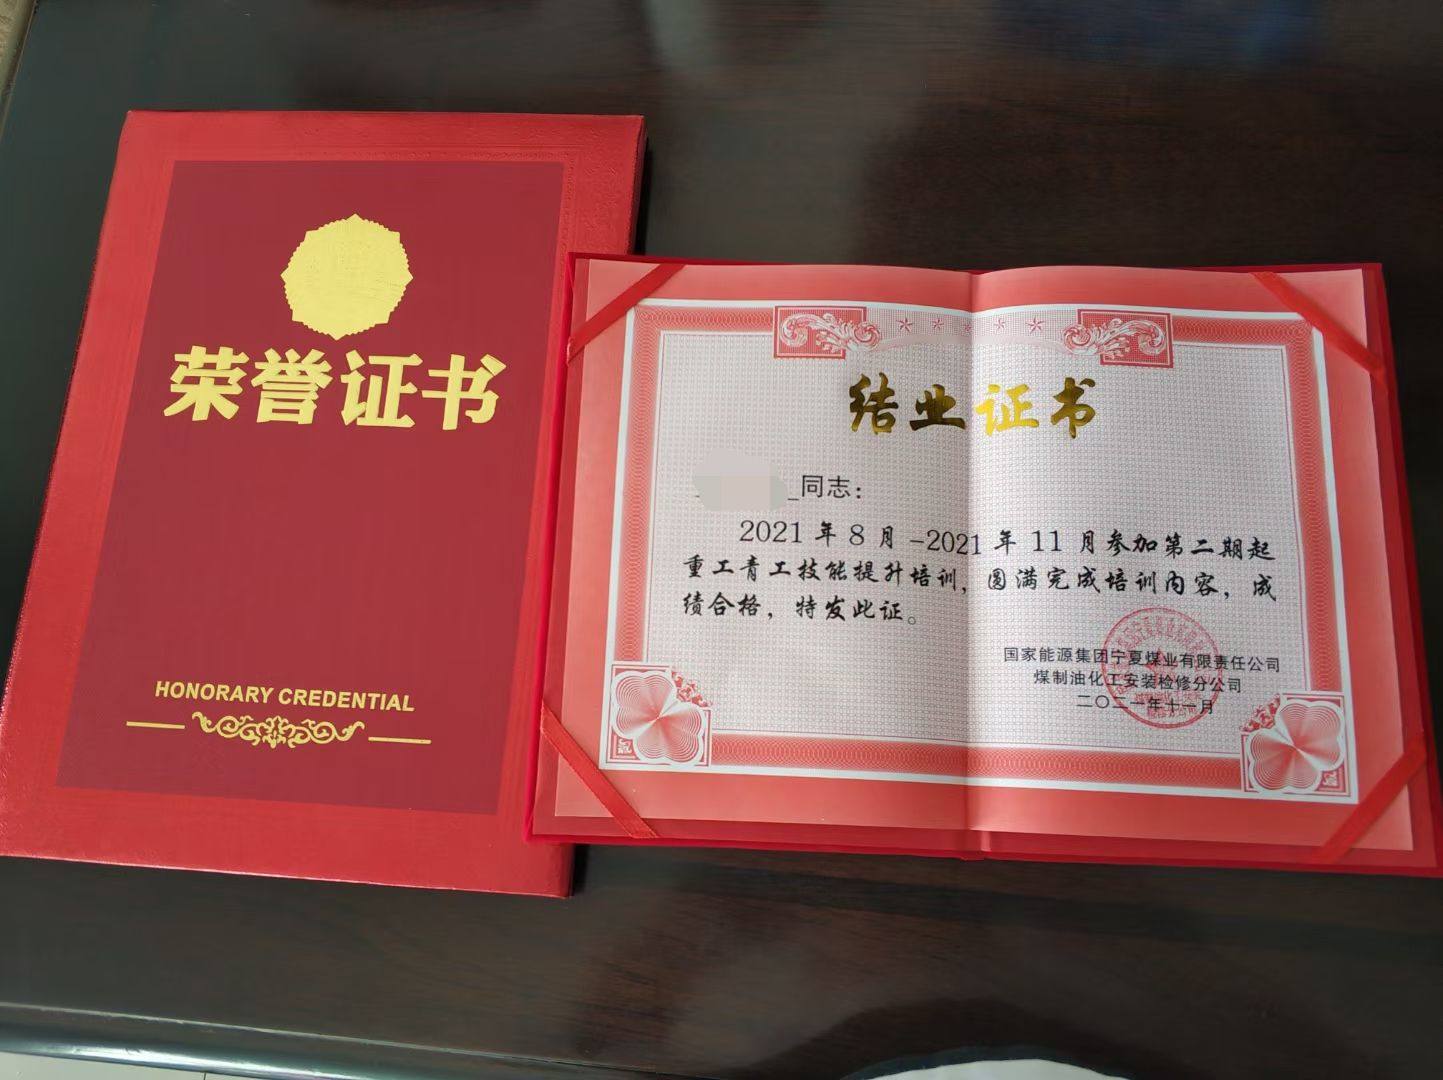 荣誉证书
HONORARY CREDENTIAL
结业证书
同志：
2021年8月-2021年11月参加第二期起
重工青工技能提升培训，圆满完成培训内容，成
绩合格，特发此证。
国家能源集团宁夏煤业有限责任公司
煤制油化工安装检修分公司
二〇二一年十一月